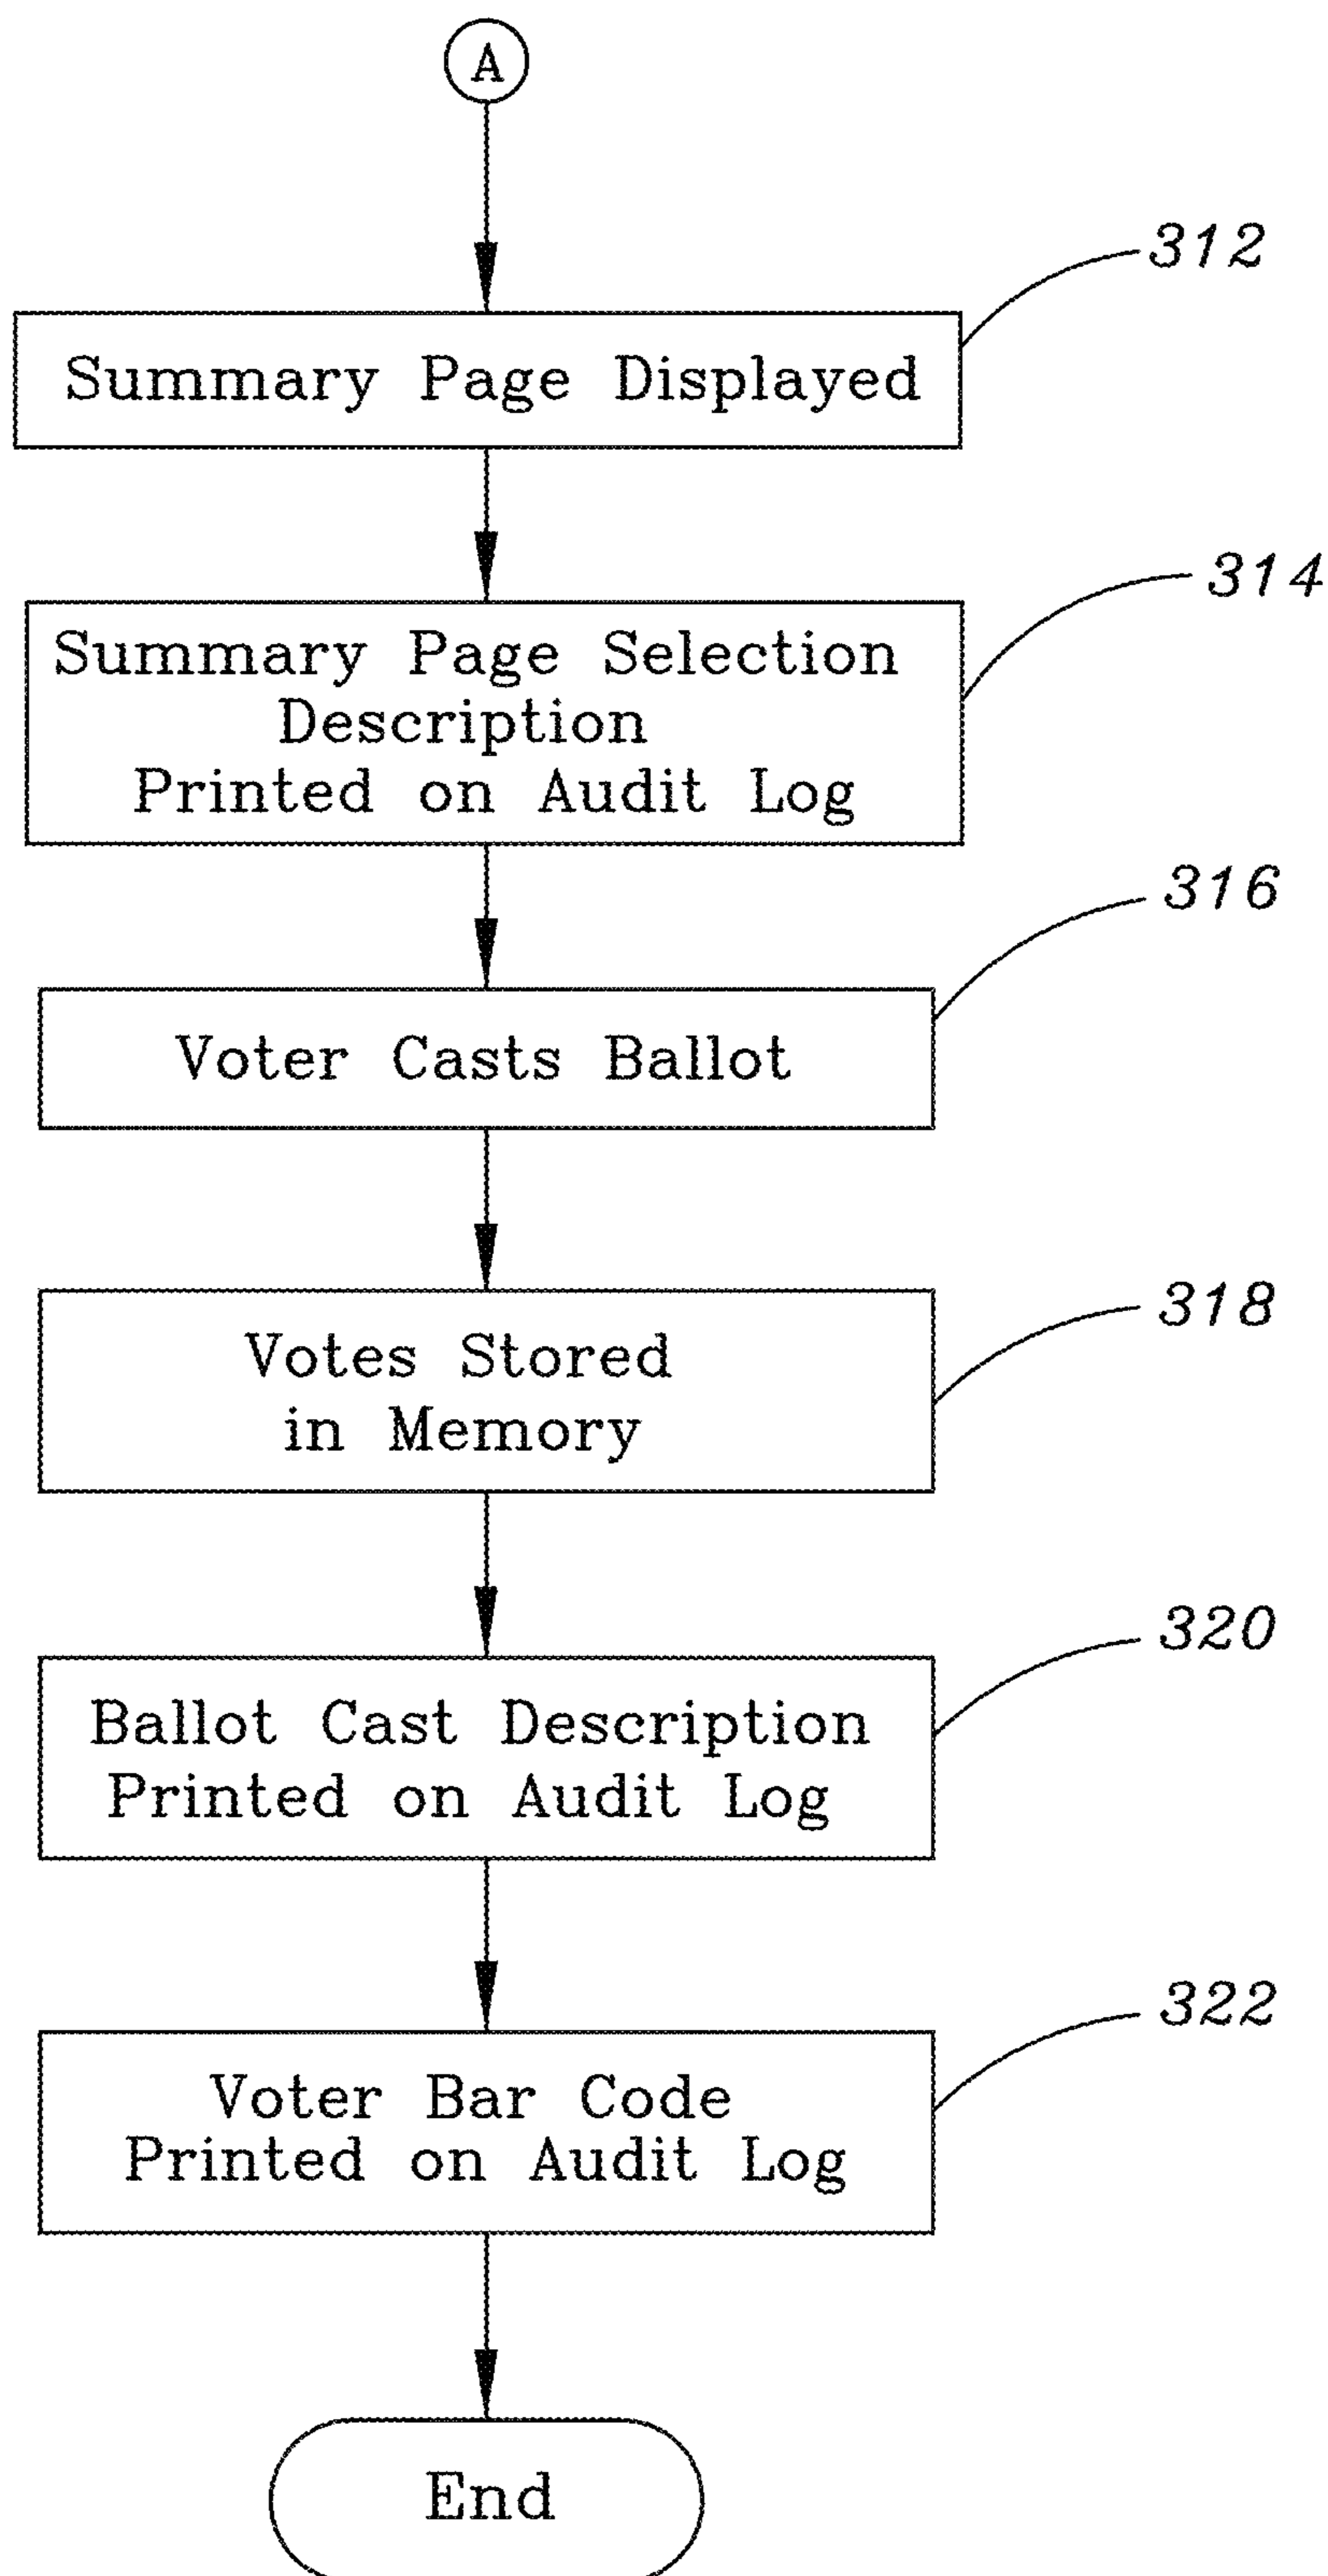 A
312
Summary Page Displayed
314
Summary Page Selection
Description
Printed on Audit Log
316
Voter Casts Ballot
318
Votes Stored
in Memory
320
Ballot Cast Description
Printed on Audit Log
322
Voter Bar Code
Printed on Audit Log
End